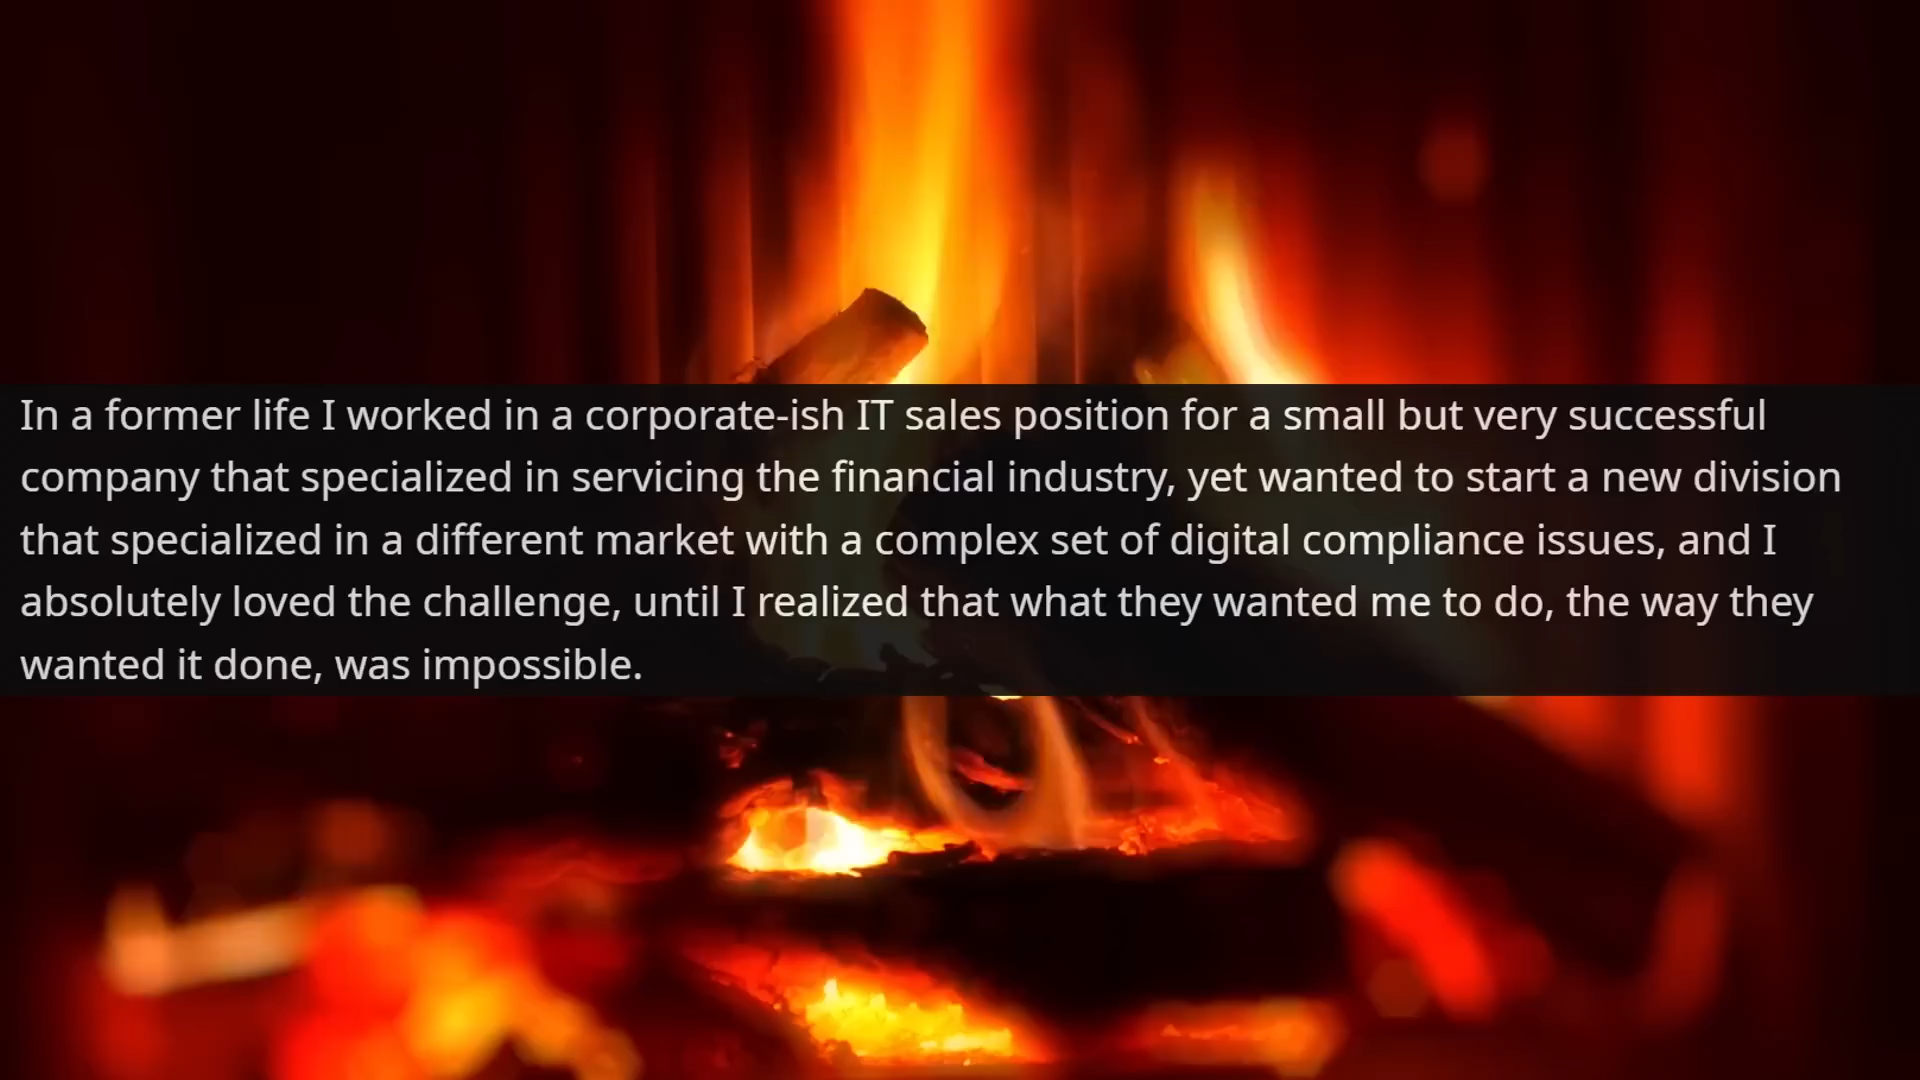 In a former life I worked in a corporate-ish IT sales position for a small but very successful
company that specialized in servicing the financial industry, yet wanted to start a new division
that specialized in a different market with a complex set of digital compliance issues, and I
absolutely loved the challenge, until I realized that what they wanted me to do, the way they
wanted it done, was impossible.